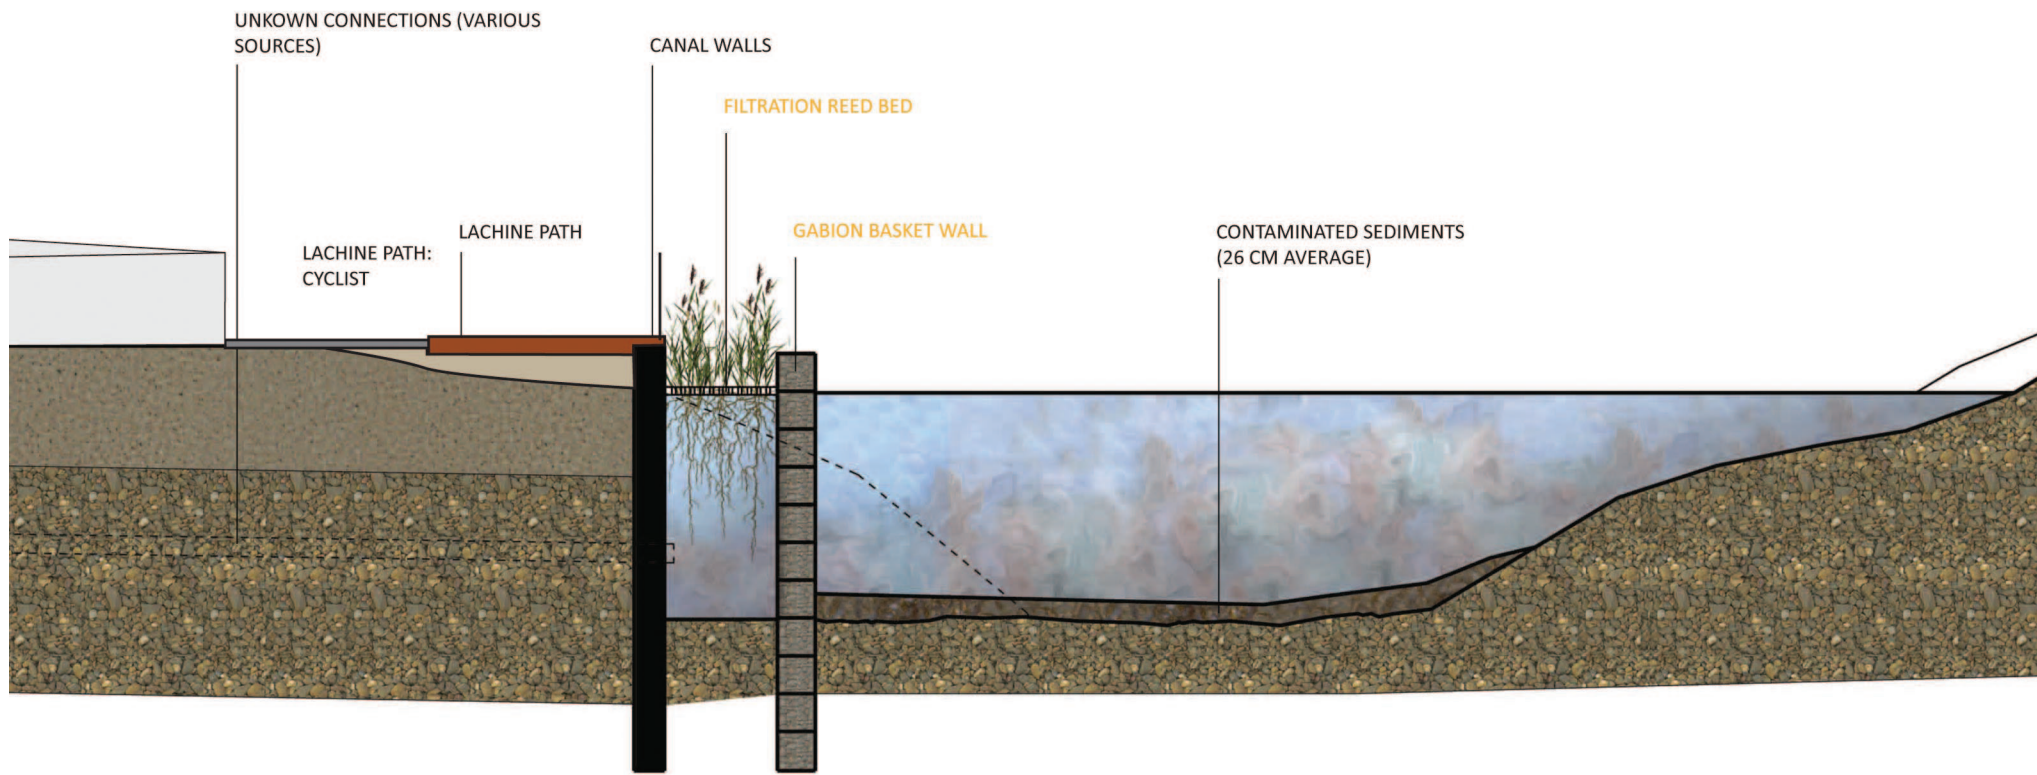 UNKOWN CONNECTIONS (VARIOUS
SOURCES)
CANAL WALLS
FILTRATION REED BED
LACHINE PATH:
CYCLIST
LACHINE PATH
GABION BASKET WALL
CONTAMINATED SEDIMENTS
(26 CM AVERAGE)